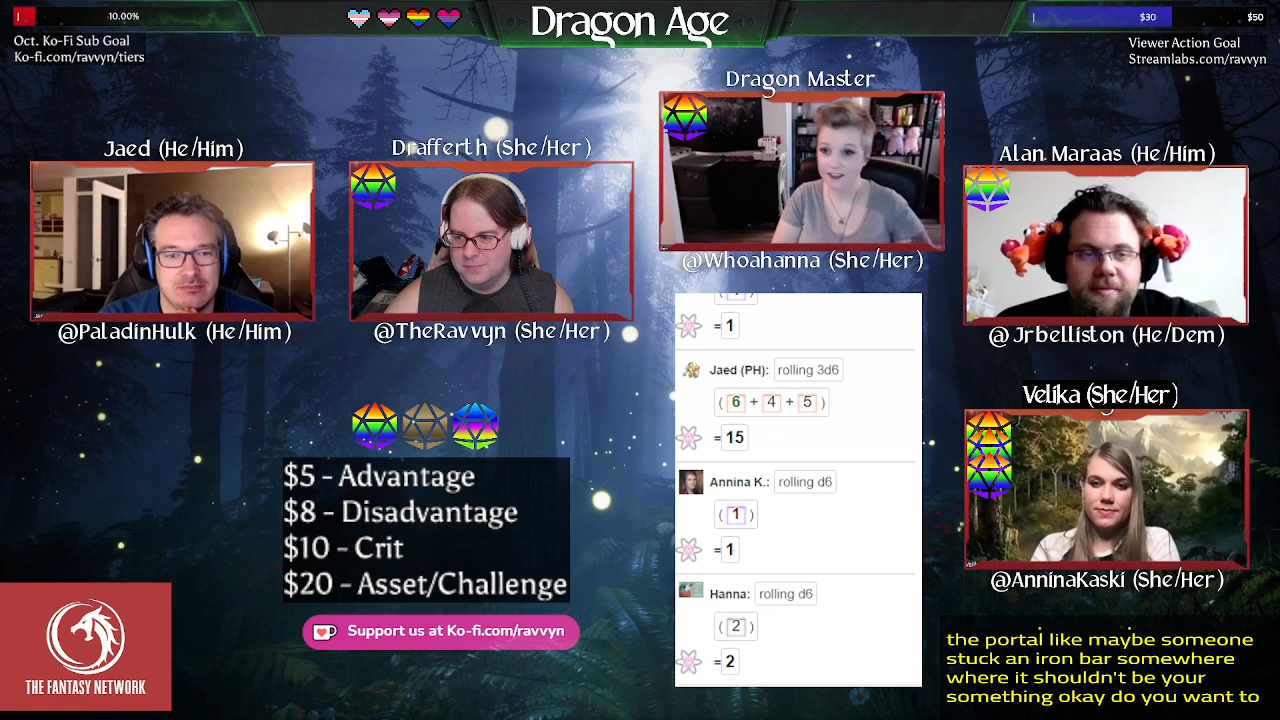 10.00%
Dragon Age
$30
$50
Oct. Ko-Fi Sub Goal
Ko-fi.com/ravvyn/tiers
Viewer Action Goal
Streamlabs.com/ravvyn
Dragon Master
Jaed (He/Him)
Drafferth (She/Her)
Alan Maraas (He/Him)
@Whoahanna (She/Her)
@PaladinHulk (He/Him)
@TheRavvyn (She/Her)
@Jrbelliston (He/Dem)
=1
Jaed (PH): rolling 3d6
(6+4+5)
=15
Annina K.: rolling d6
(1)
=1
Hanna: rolling d6
(2)
=2
Velika (She/Her)
@AnninaKaski (She/Her)
$5 - Advantage
$8 - Disadvantage
$10 - Crit
$20 - Asset/Challenge
Support us at Ko-fi.com/ravvyn
THE FANTASY NETWORK
the portal like maybe someone
stuck an iron bar somewhere
where it shouldn't be your
something okay do you want to